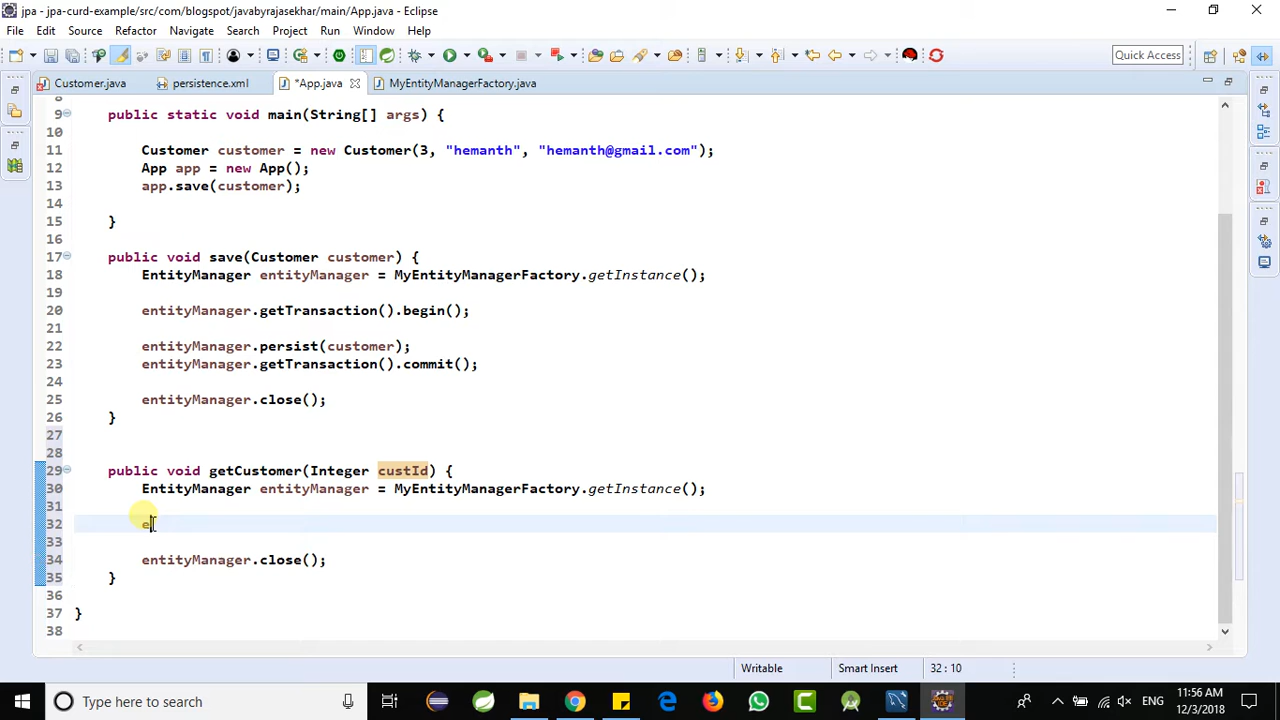 jpa - jpa-curd-example/src/com/blogspot/javabyrajasekhar/main/App.java - Eclipse
File Edit Source Refactor Navigate Search Project Run Window Help
Quick Access
Customer.java persistence.xml *App.java MyEntityManagerFactory.java
8
9 public static void main(String[] args) {
10
11 Customer customer = new Customer(3, "hemanth", "hemanth@gmail.com");
12 App app = new App();
13 app.save(customer);
14
15 }
16
17 public void save(Customer customer) {
18 EntityManager entityManager = MyEntityManagerFactory.getInstance();
19
20 entityManager.getTransaction().begin();
21
22 entityManager.persist(customer);
23 entityManager.getTransaction().commit();
24
25 entityManager.close();
26 }
27
28
29 public void getCustomer(Integer custId) {
30 EntityManager entityManager = MyEntityManagerFactory.getInstance();
31
32 e
33
34 entityManager.close();
35 }
36
37 }
38
Writable Smart Insert 32 : 10
Type here to search
ENG
11:56 AM
12/3/2018